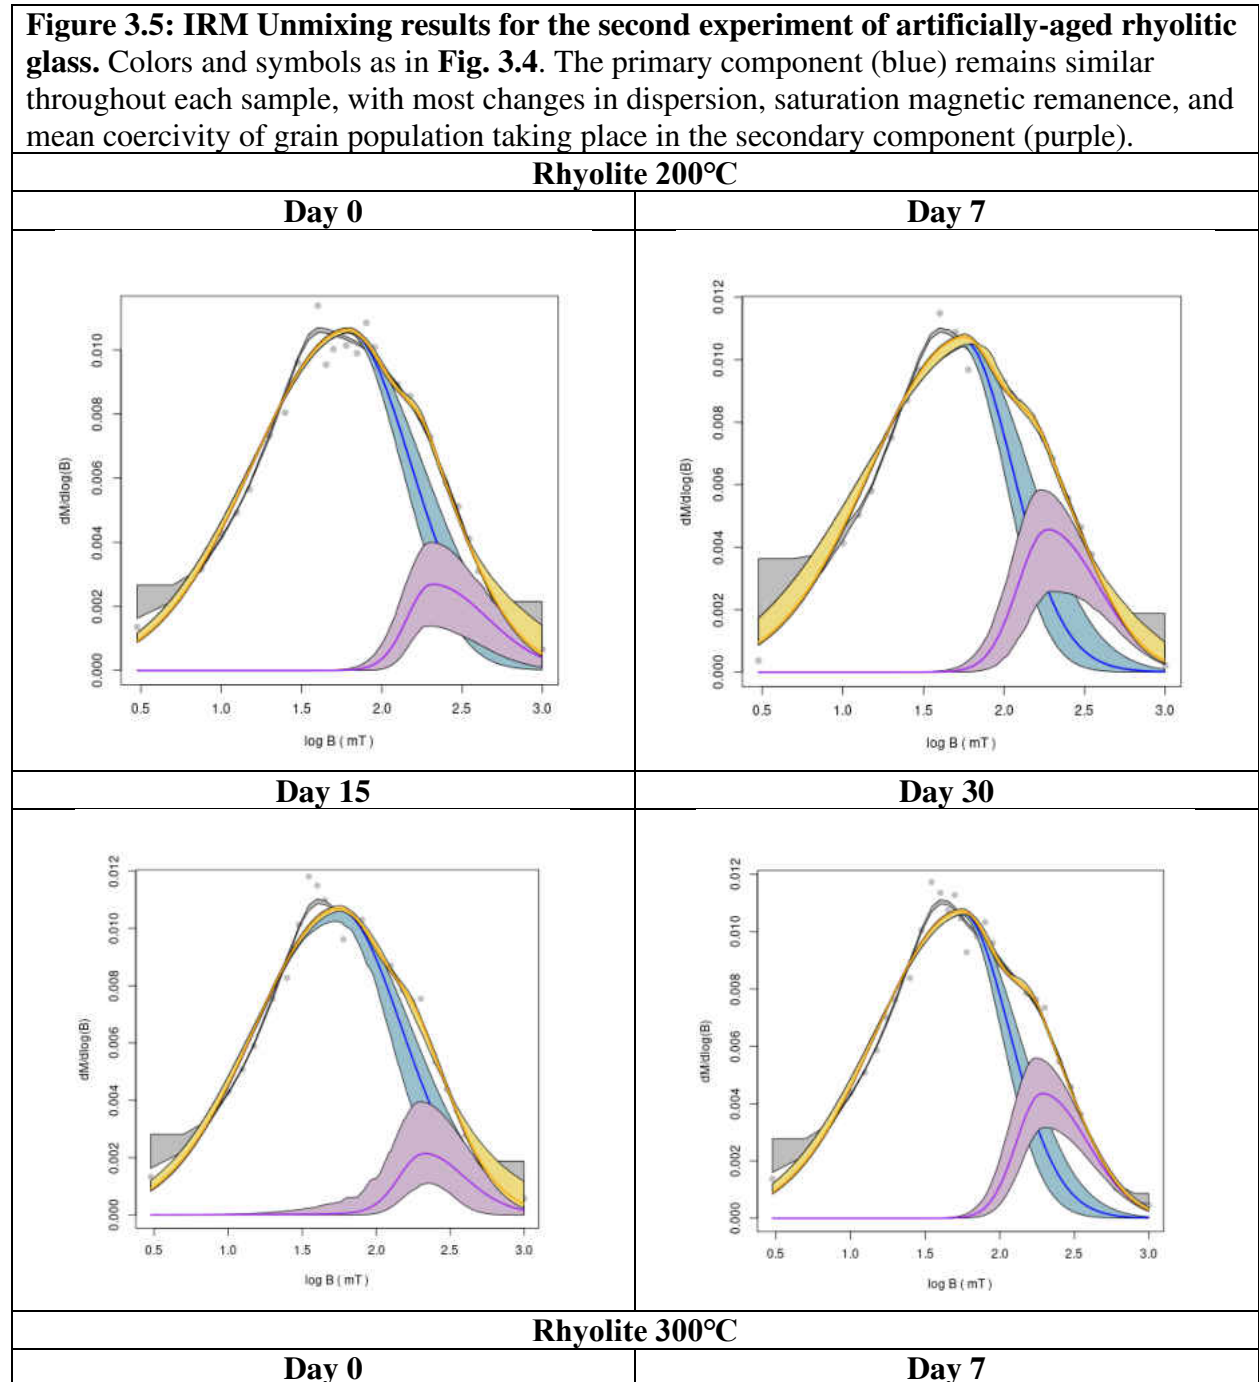 Figure 3.5: IRM Unmixing results for the second experiment of artificially-aged rhyolitic
glass. Colors and symbols as in Fig. 3.4. The primary component (blue) remains similar
throughout each sample, with most changes in dispersion, saturation magnetic remanence, and
mean coercivity of grain population taking place in the secondary component (purple).
Rhyolite 200℃
Day 0
Day 7
dM/dlog(B)
0.010
0.008
0.006
0.004
0.002
0.000
0.5 1.0 1.5 2.0 2.5 3.0
log B ( mT )
dM/dlog(B)
0.012
0.010
0.008
0.006
0.004
0.002
0.000
0.5 1.0 1.5 2.0 2.5 3.0
log B ( mT )
Day 15
Day 30
dM/dlog(B)
0.012
0.010
0.008
0.006
0.004
0.002
0.000
0.5 1.0 1.5 2.0 2.5 3.0
log B ( mT )
dM/dlog(B)
0.012
0.010
0.008
0.006
0.004
0.002
0.000
0.5 1.0 1.5 2.0 2.5 3.0
log B ( mT )
Rhyolite 300℃
Day 0
Day 7